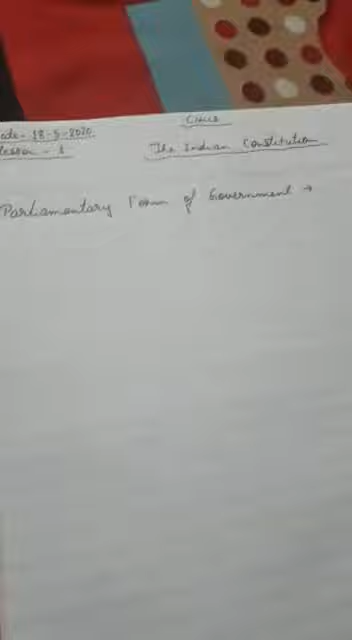 Civics
Date - 18-5-2020
Lesson - 1
The Indian Constitution
Parliamentary Form of Government →